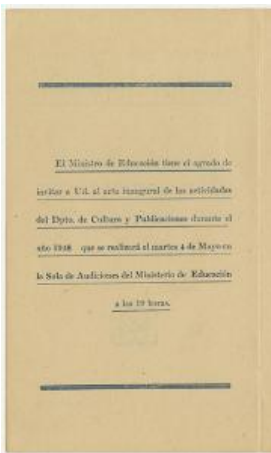 El Ministro de Educación tiene el agrado de
invitar a Ud. al acto inaugural de las actividades
del Dpto. de Cultura y Publicaciones durante el
año 1948 que se realizará el martes 4 de Mayo en
la Sala de Audiciones del Ministerio de Educación
a las 19 horas.